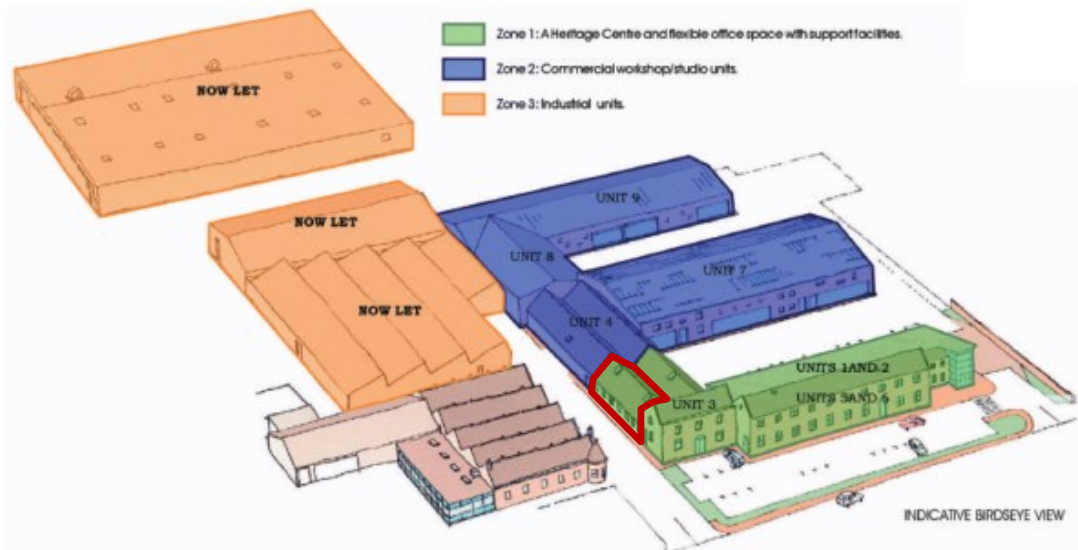 Zone 1: A Heritage Centre and flexible office space with support facilities.
Zone 2: Commercial workshop/studio units.
Zone 3: Industrial units.
NOW LET
NOW LET
NOW LET
UNIT 9
UNIT 8
UNIT 7
UNIT 4
UNITS 1AND 2
UNIT 3
UNITS 5AND 6
INDICATIVE BIRDSEYE VIEW